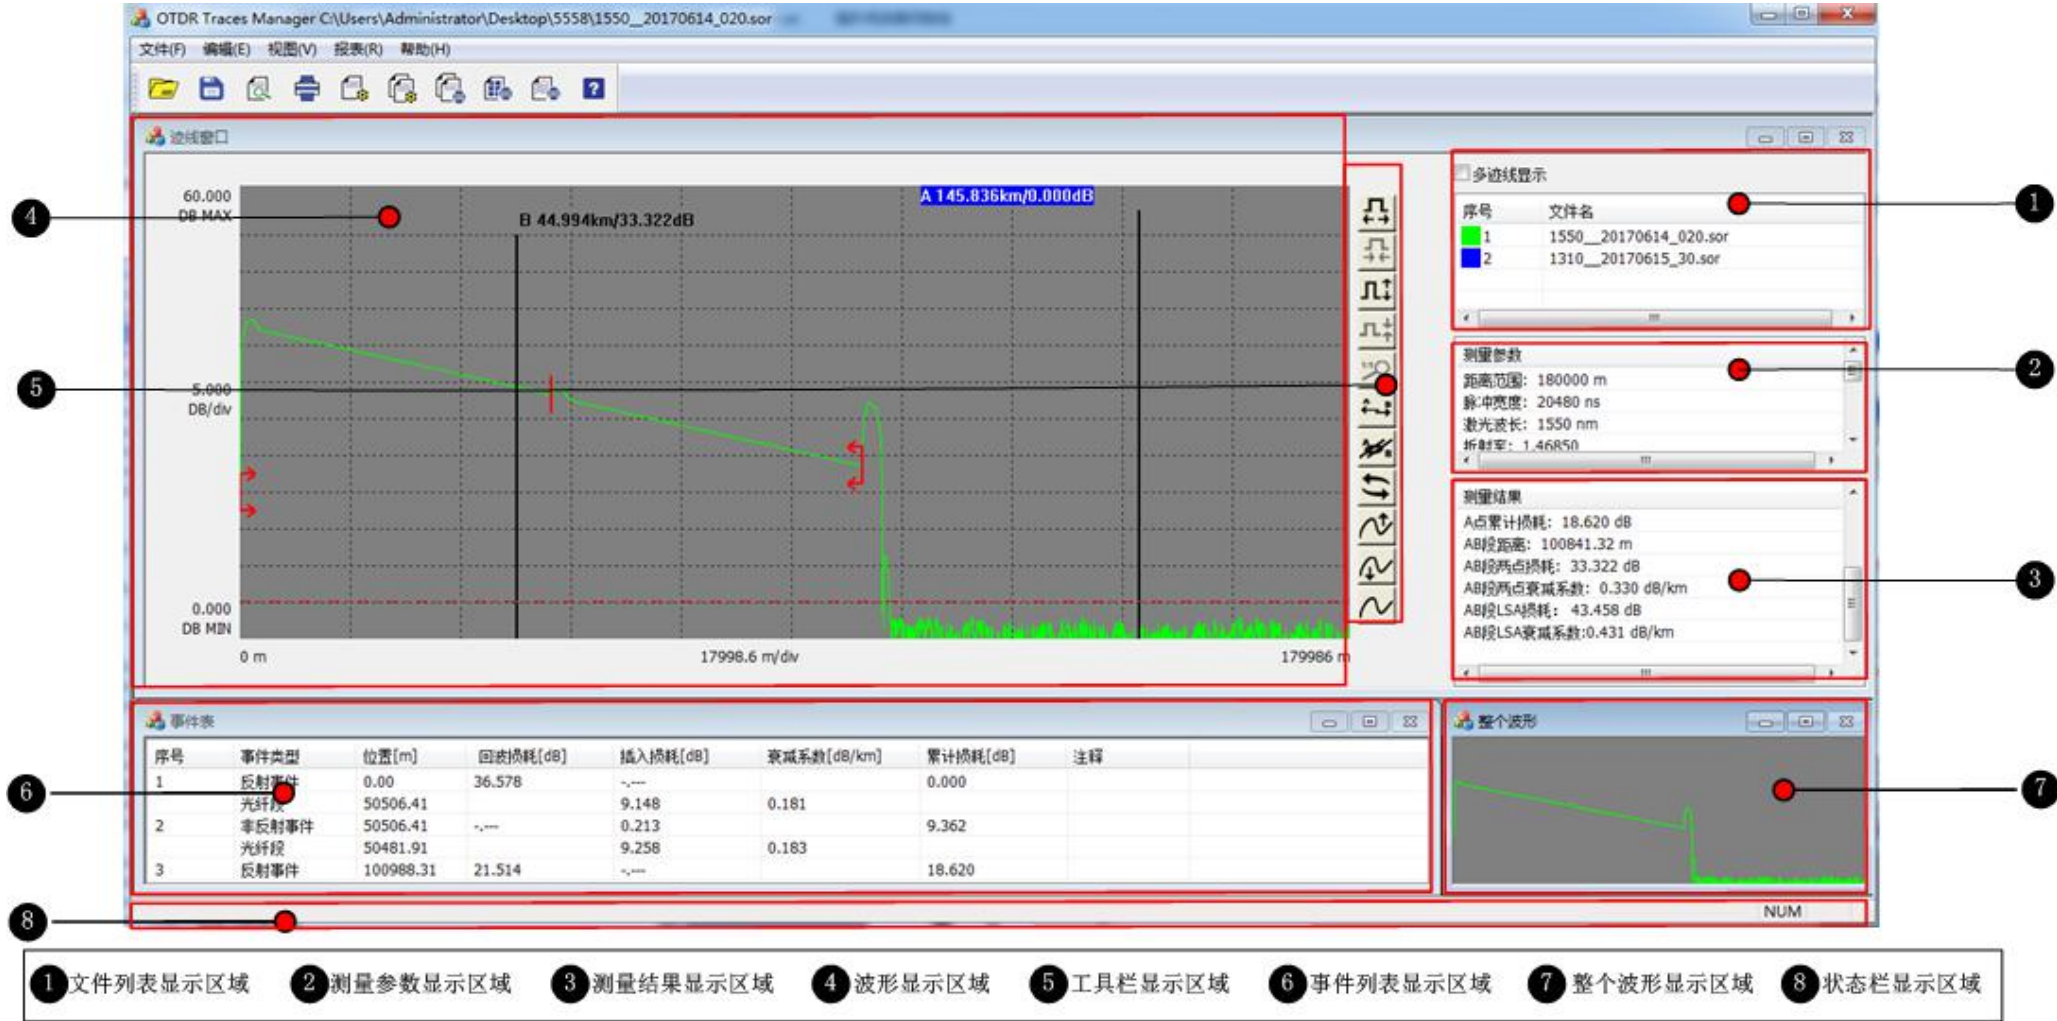 OTDR Traces Manager C:\Users\Administrator\Desktop\5558\1550__20170614_020.sor
文件(F) 编辑(E) 视图(V) 报表(R) 帮助(H)
迹线窗口
60.000
DB MAX
B 44.994km/33.322dB
A 145.836km/0.000dB
5.000
DB/div
0.000
DB MIN
0 m
17998.6 m/div
179986 m
多迹线显示
序号 文件名
1 1550__20170614_020.sor
2 1310__20170615_30.sor
测量参数
距离范围: 180000 m
脉冲宽度: 20480 ns
激光波长: 1550 nm
折射率: 1.46850
测量结果
A点累计损耗: 18.620 dB
AB段距离: 100841.32 m
AB段两点损耗: 33.322 dB
AB段两点衰减系数: 0.330 dB/km
AB段LSA损耗: 43.458 dB
AB段LSA衰减系数:0.431 dB/km
事件表
序号 事件类型 位置[m] 回波损耗[dB] 插入损耗[dB] 衰减系数[dB/km] 累计损耗[dB] 注释
1 反射事件 0.00 36.578 -.--- 0.000
光纤段 50506.41 9.148 0.181
2 非反射事件 50506.41 -.--- 0.213 9.362
光纤段 50481.91 9.258 0.183
3 反射事件 100988.31 21.514 -.--- 18.620
整个波形
NUM
4
5
6
8
1
2
3
7
1 文件列表显示区域 2 测量参数显示区域 3 测量结果显示区域 4 波形显示区域 5 工具栏显示区域 6 事件列表显示区域 7 整个波形显示区域 8 状态栏显示区域